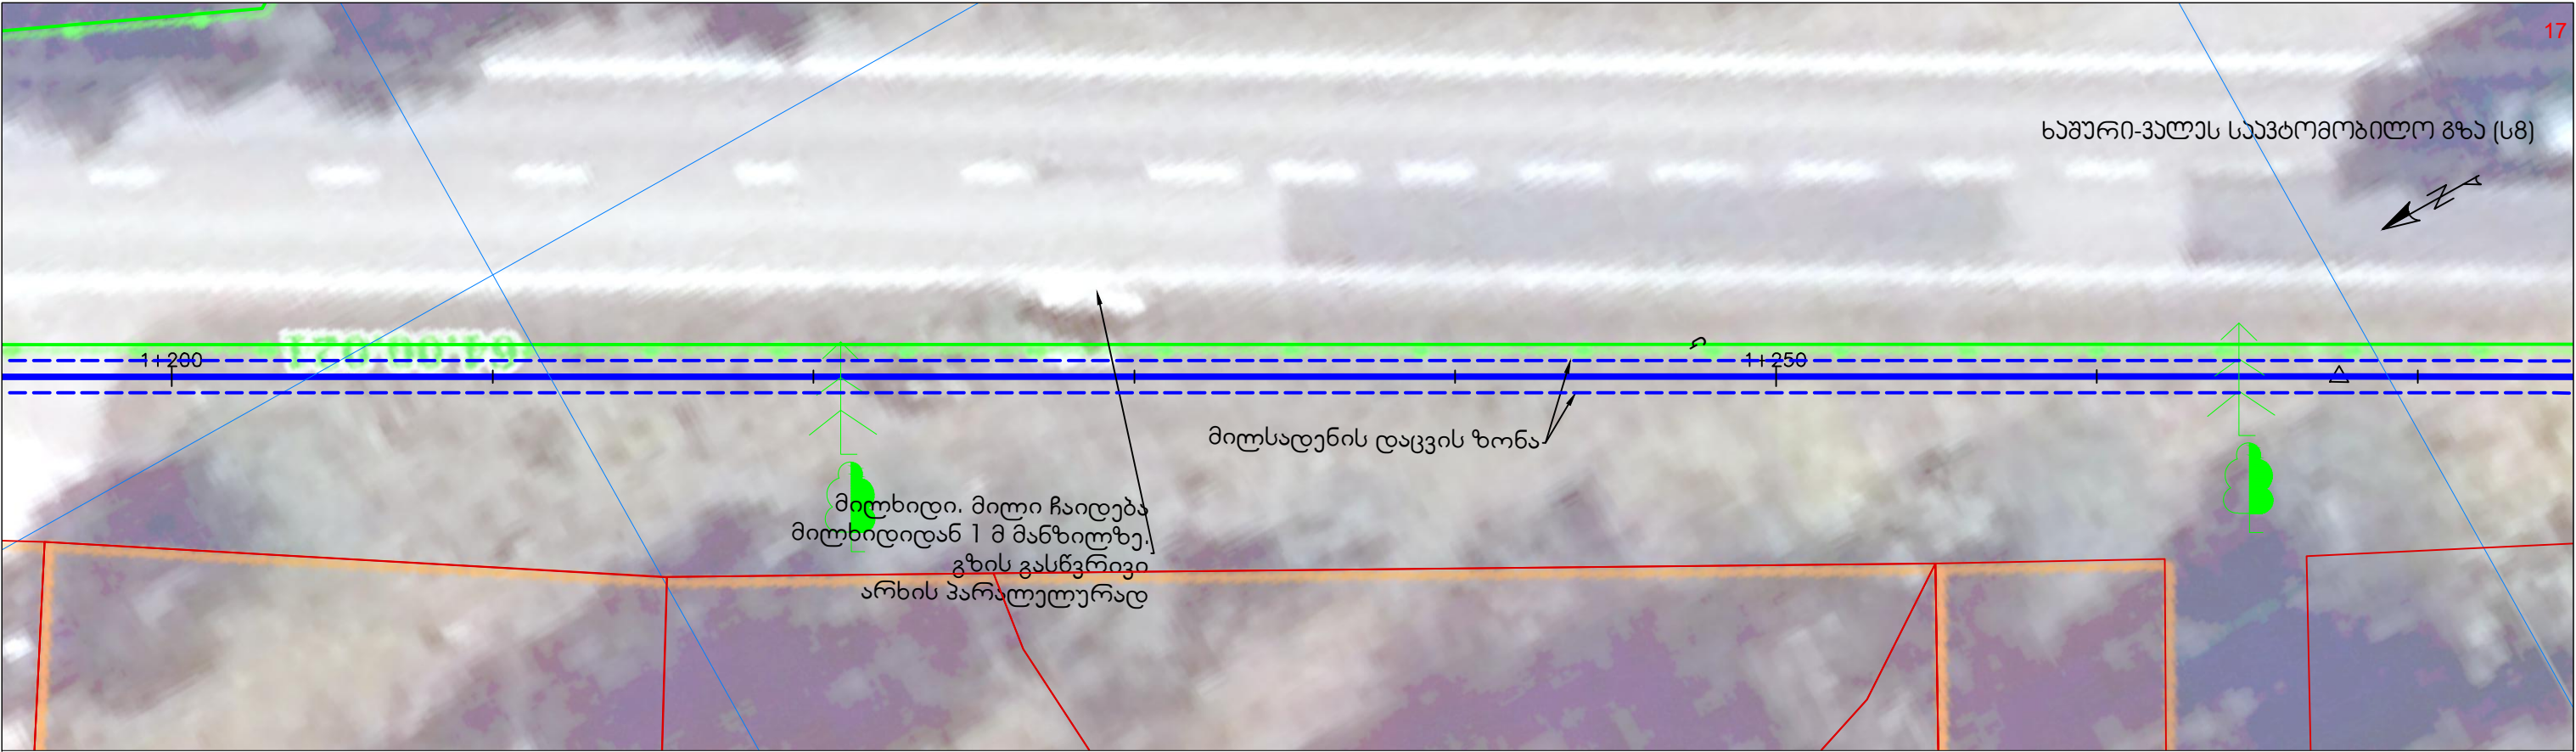 17
ხაშური-ვალეს საავტომობილო გზა (ს8)
1+200
1+250
მილსადენის დაცვის ზონა
მილხიდი. მილი ჩაიდება
მილხიდიდან 1 მ მანზილზე,
გზის გასწვრივი
არხის პარალელურად